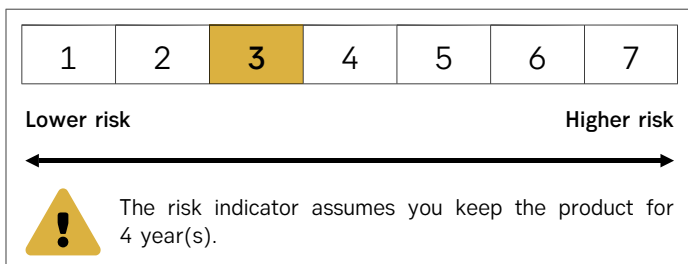 1 2 3 4 5 6 7
Lower risk Higher risk
The risk indicator assumes you keep the product for
4 year(s).